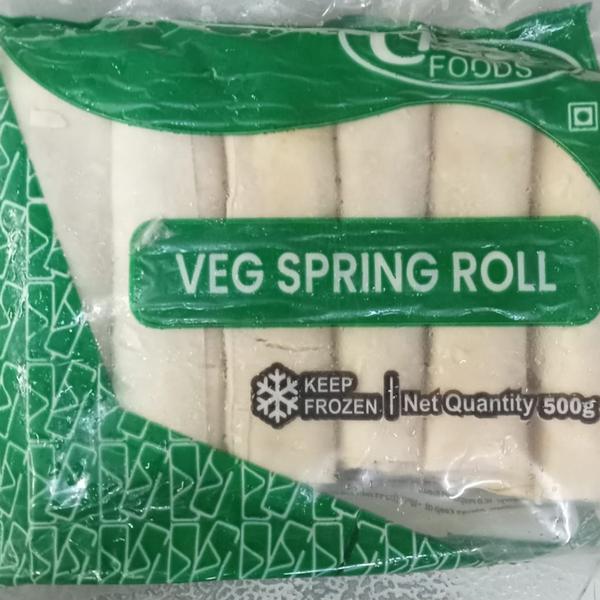 FOODS
VEG SPRING ROLL
KEEP
FROZEN
Net Quantity 500g